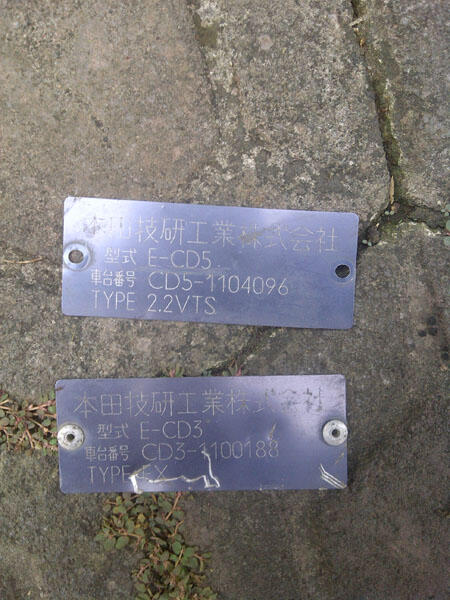 本田技研工業株式会社
型式 E-CD5
車台番号 CD5-1104096
TYPE 2.2VTS
本田技研工業株式会社
型式 E-CD3
車台番号 CD3-1100188
TYPE EX